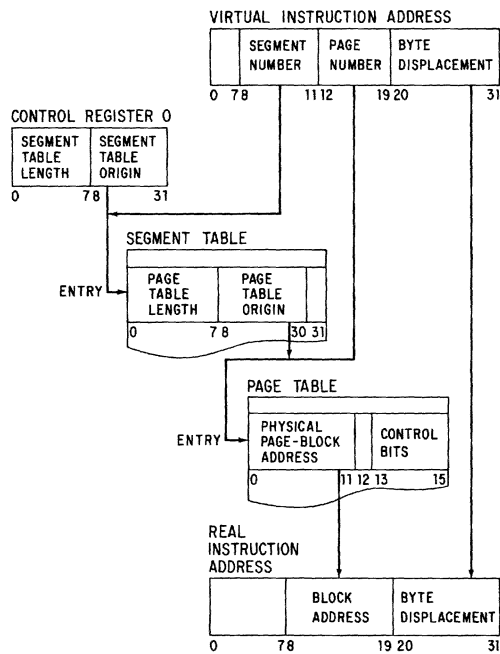 VIRTUAL INSTRUCTION ADDRESS
SEGMENT NUMBER
PAGE NUMBER
BYTE DISPLACEMENT
0 7 8 11 12 19 20 31
CONTROL REGISTER 0
SEGMENT TABLE LENGTH
SEGMENT TABLE ORIGIN
0 7 8 31
SEGMENT TABLE
ENTRY
PAGE TABLE LENGTH
PAGE TABLE ORIGIN
0 7 8 30 31
PAGE TABLE
ENTRY
PHYSICAL PAGE-BLOCK ADDRESS
CONTROL BITS
0 11 12 13 15
REAL INSTRUCTION ADDRESS
BLOCK ADDRESS
BYTE DISPLACEMENT
0 7 8 19 20 31